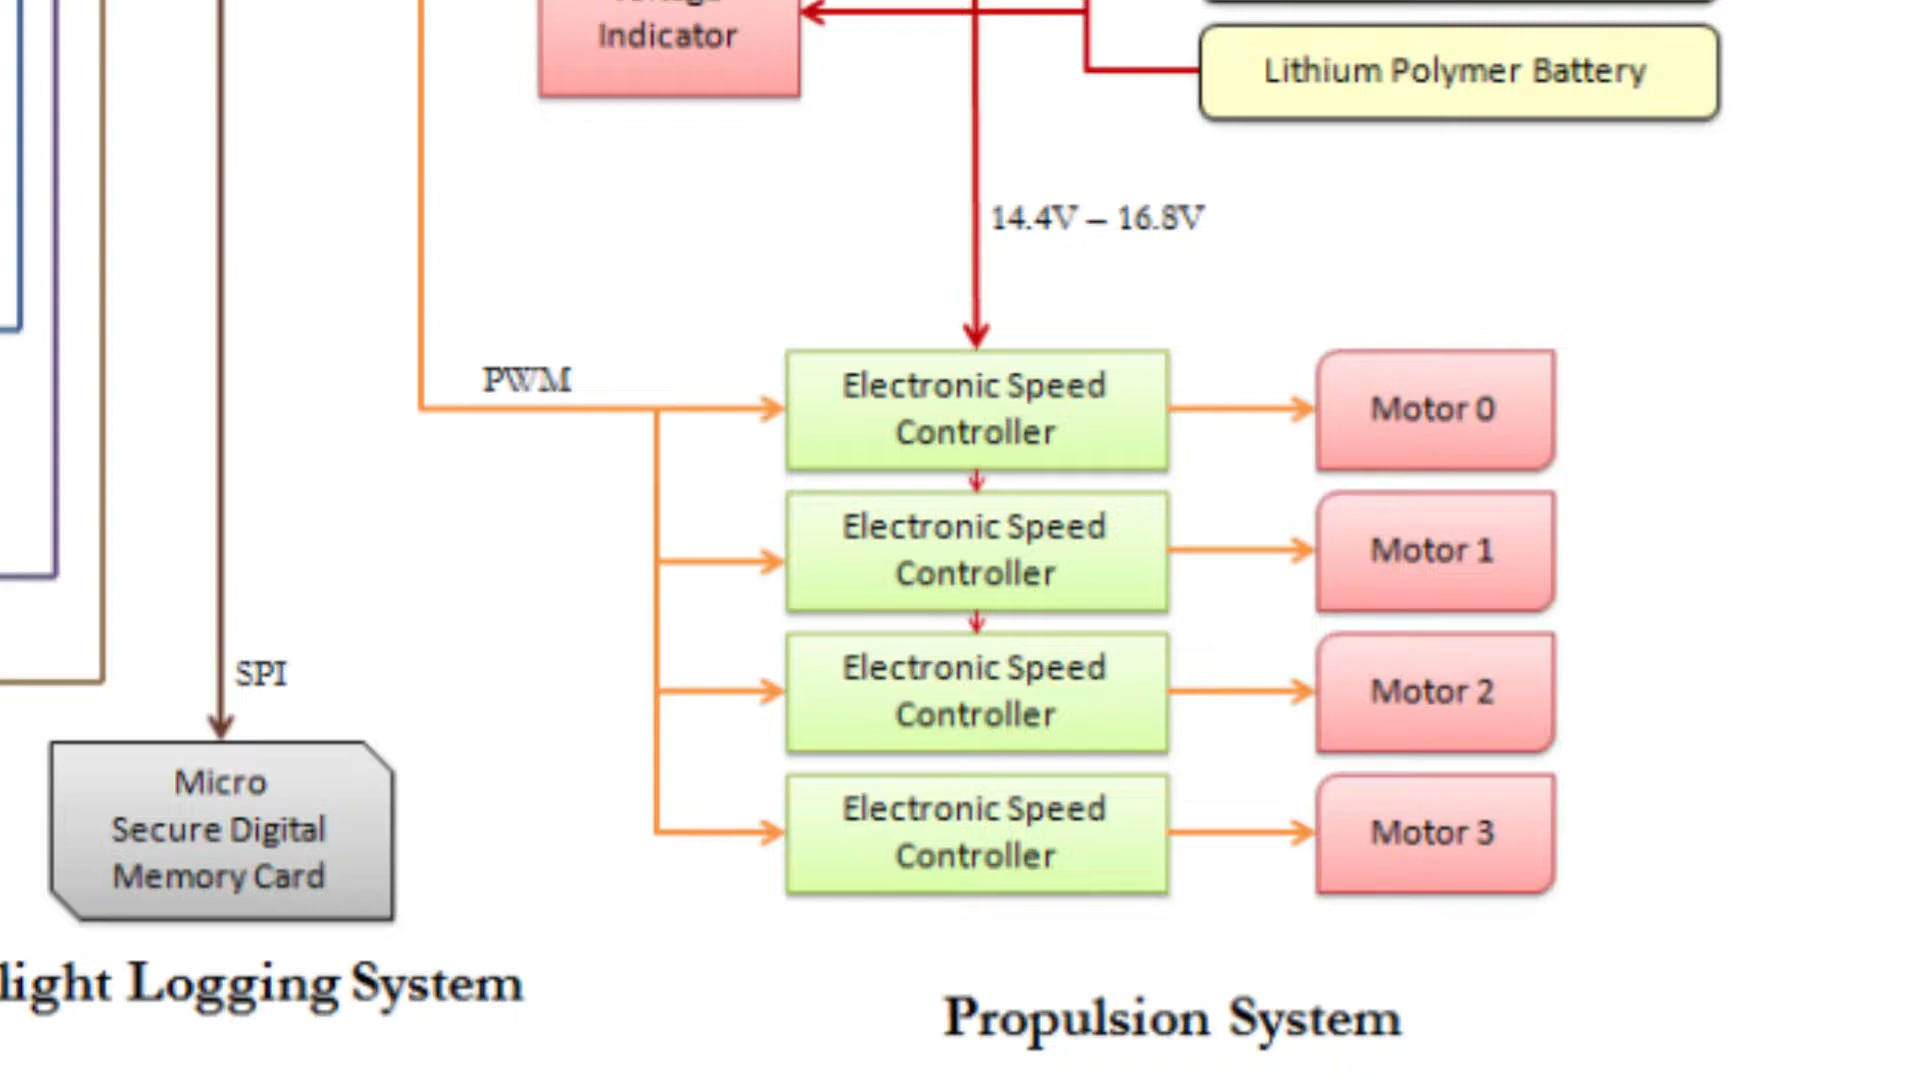 Indicator
Lithium Polymer Battery
14.4V – 16.8V
PWM
Electronic Speed
Controller
Motor 0
Electronic Speed
Controller
Motor 1
Electronic Speed
Controller
Motor 2
Electronic Speed
Controller
Motor 3
SPI
Micro
Secure Digital
Memory Card
light Logging System
Propulsion System